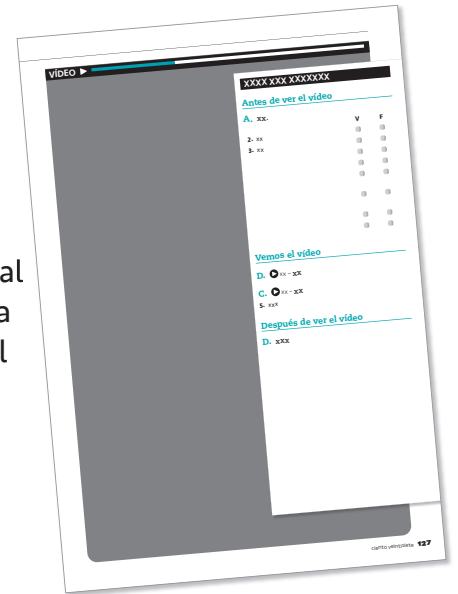 al
a
l
VÍDEO
XXXX XXX XXXXXXX
Antes de ver el vídeo
A. xx.
V F
2- xx
3- xx
Vemos el vídeo
D. xx – xx
C. xx – xx
5- xxx
Después de ver el vídeo
D. xxx
ciento veintisiete 127